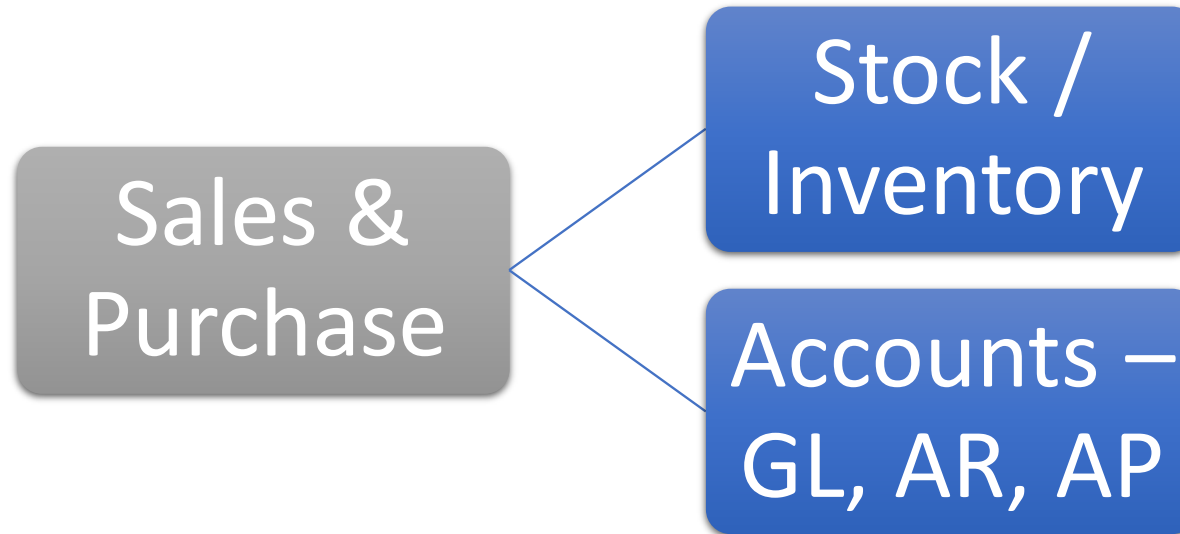 Sales &
Purchase
Stock /
Inventory
Accounts –
GL, AR, AP